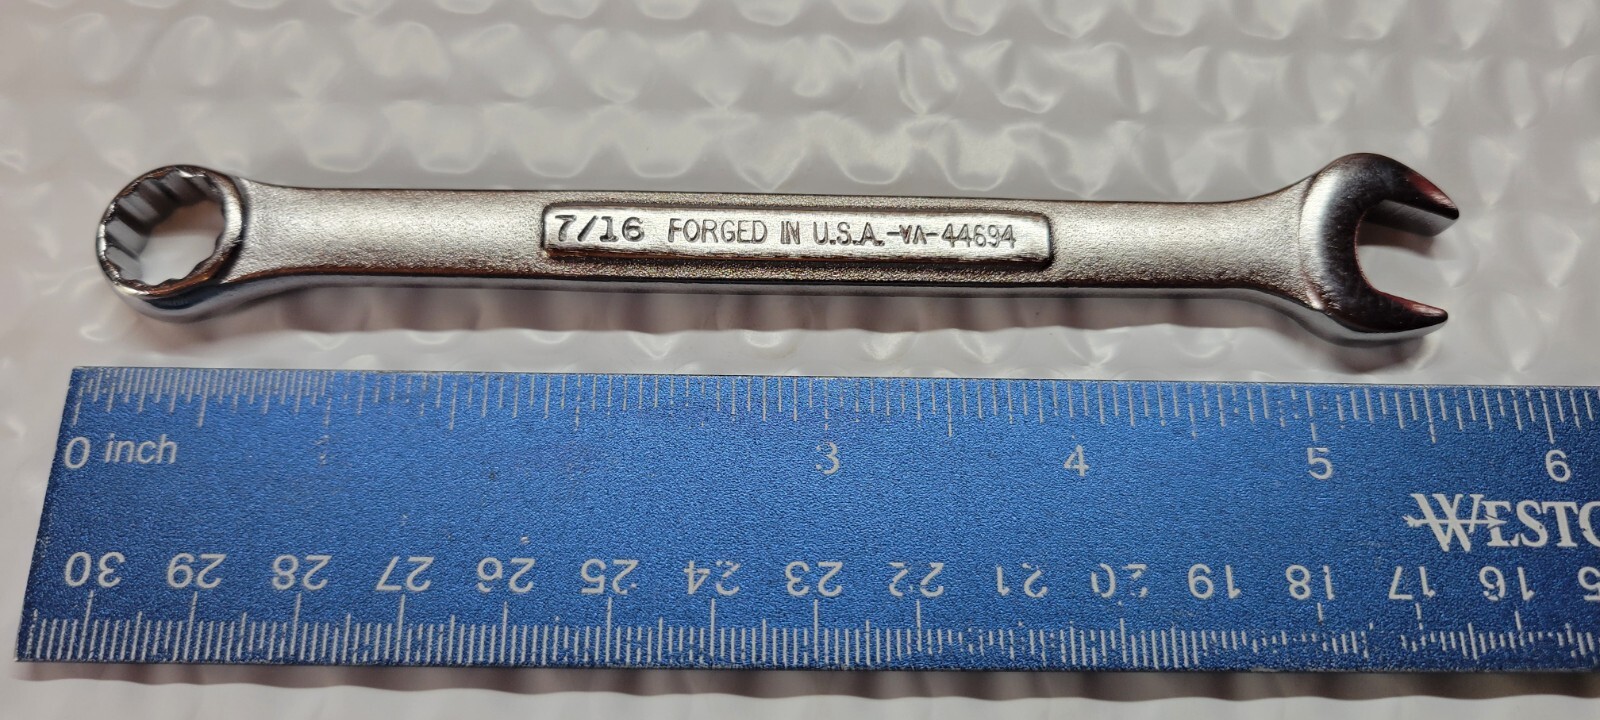 7/16 FORGED IN U.S.A.-VΛ-44694
0 inch 3 4 5 6
WESTC
30 29 28 27 26 25 24 23 22 21 20 19 18 17 16